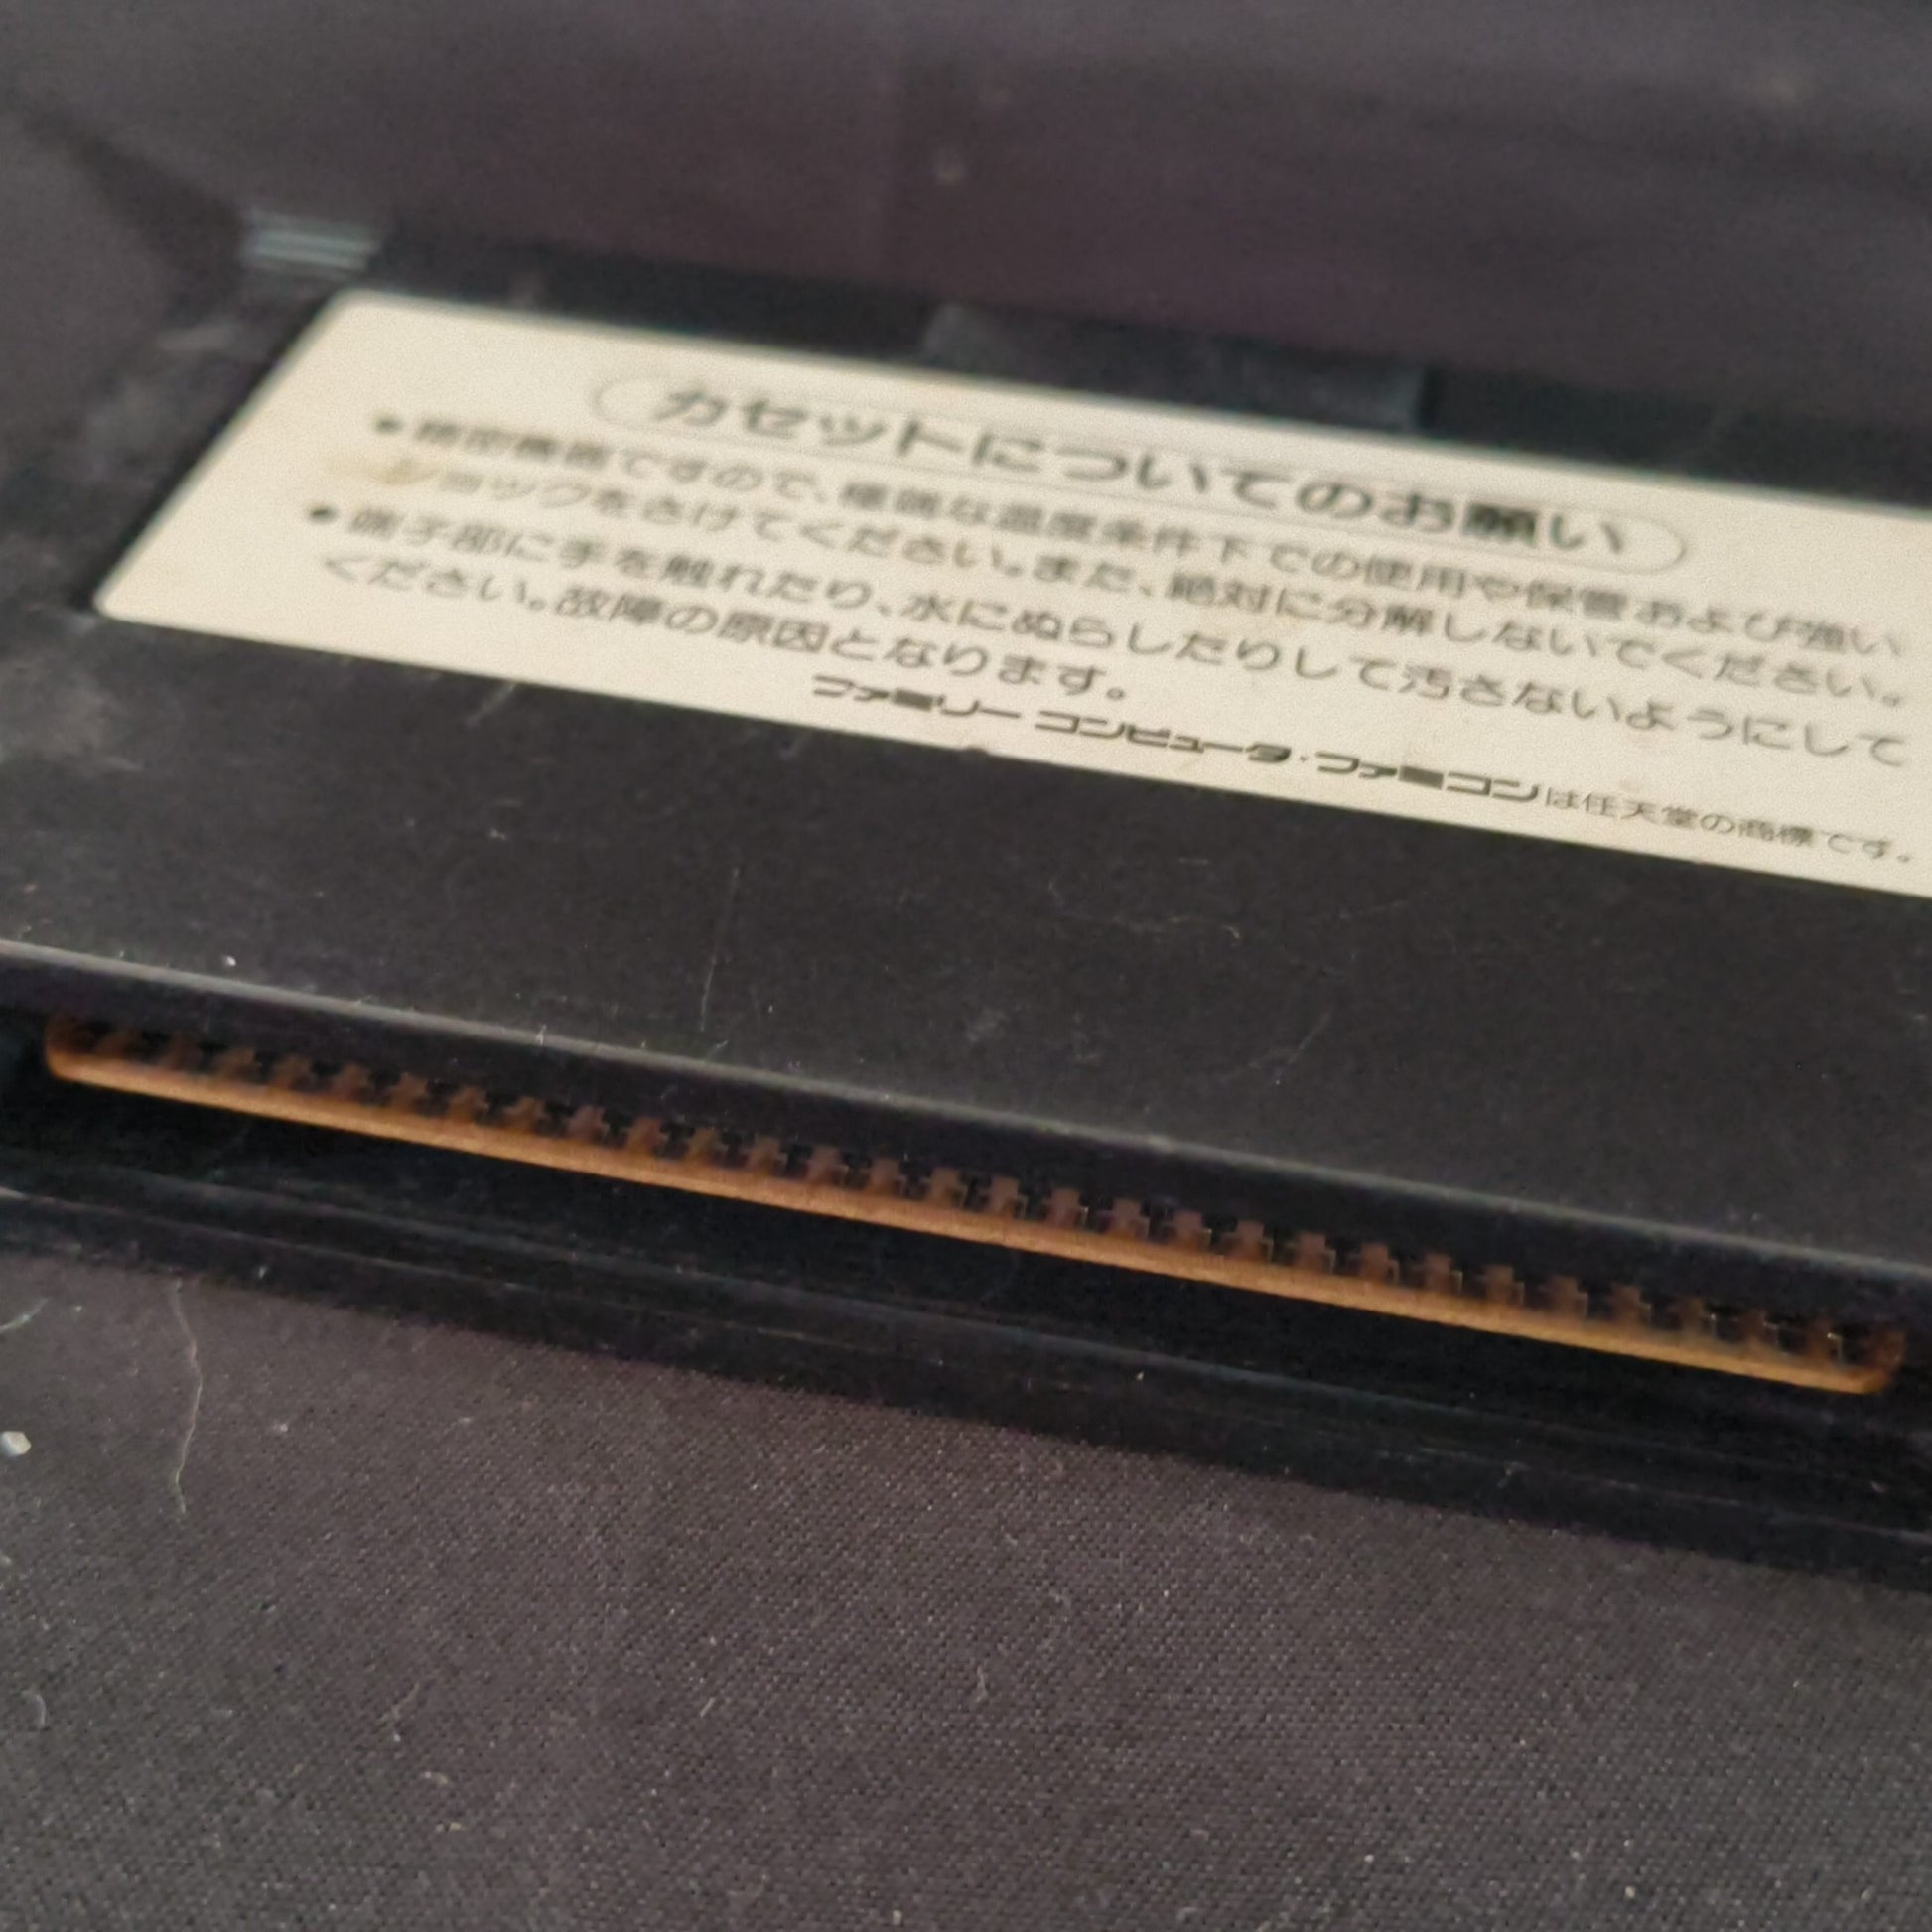 カセットについてのお願い
●精密機器ですので、極端な温度条件下での使用や保管および強い
ショックをさけてください。また、絶対に分解しないでください。
●端子部に手を触れたり、水にぬらしたりして汚さないようにして
ください。故障の原因となります。
ファミリー コンピュータ・ファミコンは任天堂の商標です。